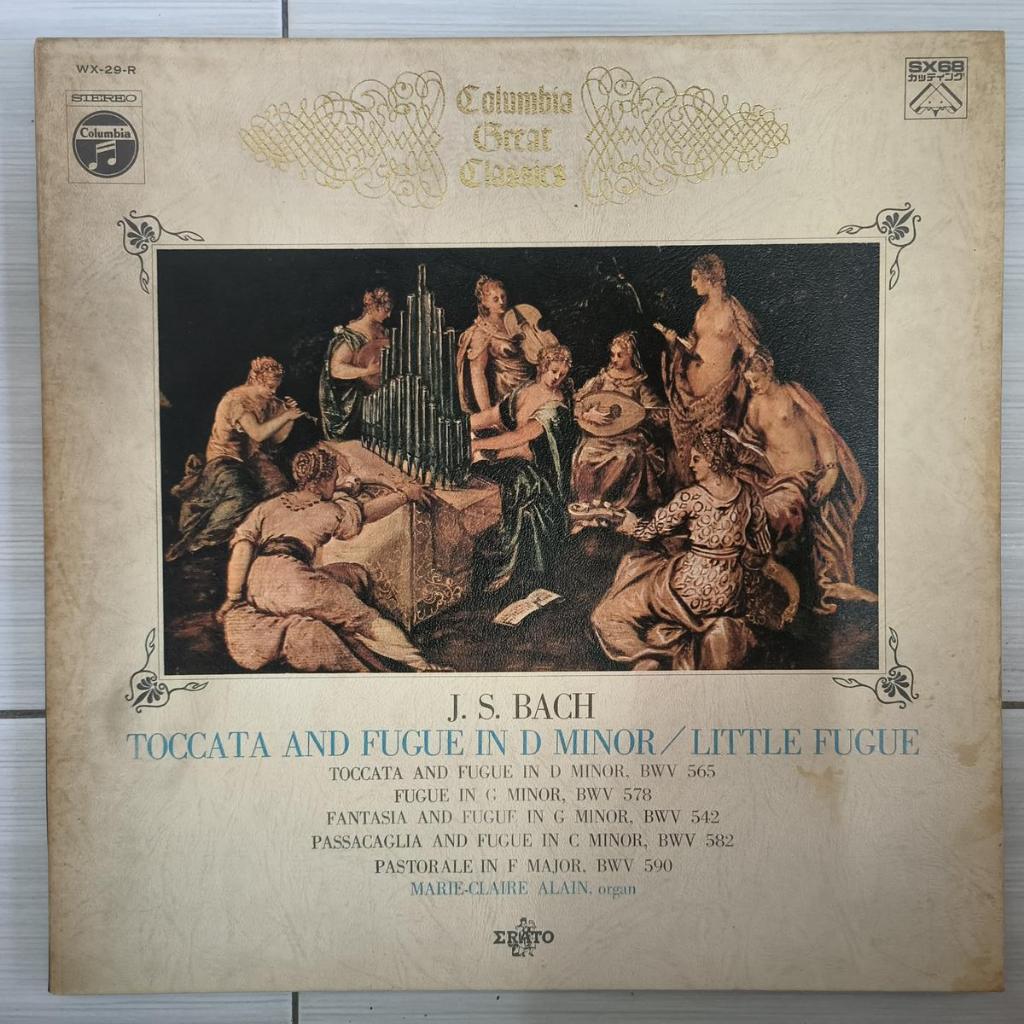 WX-29-R
STEREO
Columbia
Columbia
Great
Classics
SX68
カッティング
J. S. BACH
TOCCATA AND FUGUE IN D MINOR / LITTLE FUGUE
TOCCATA AND FUGUE IN D MINOR, BWV 565
FUGUE IN G MINOR, BWV 578
FANTASIA AND FUGUE IN G MINOR, BWV 542
PASSACAGLIA AND FUGUE IN C MINOR, BWV 582
PASTORALE IN F MAJOR, BWV 590
MARIE-CLAIRE ALAIN, organ
ΣRATO